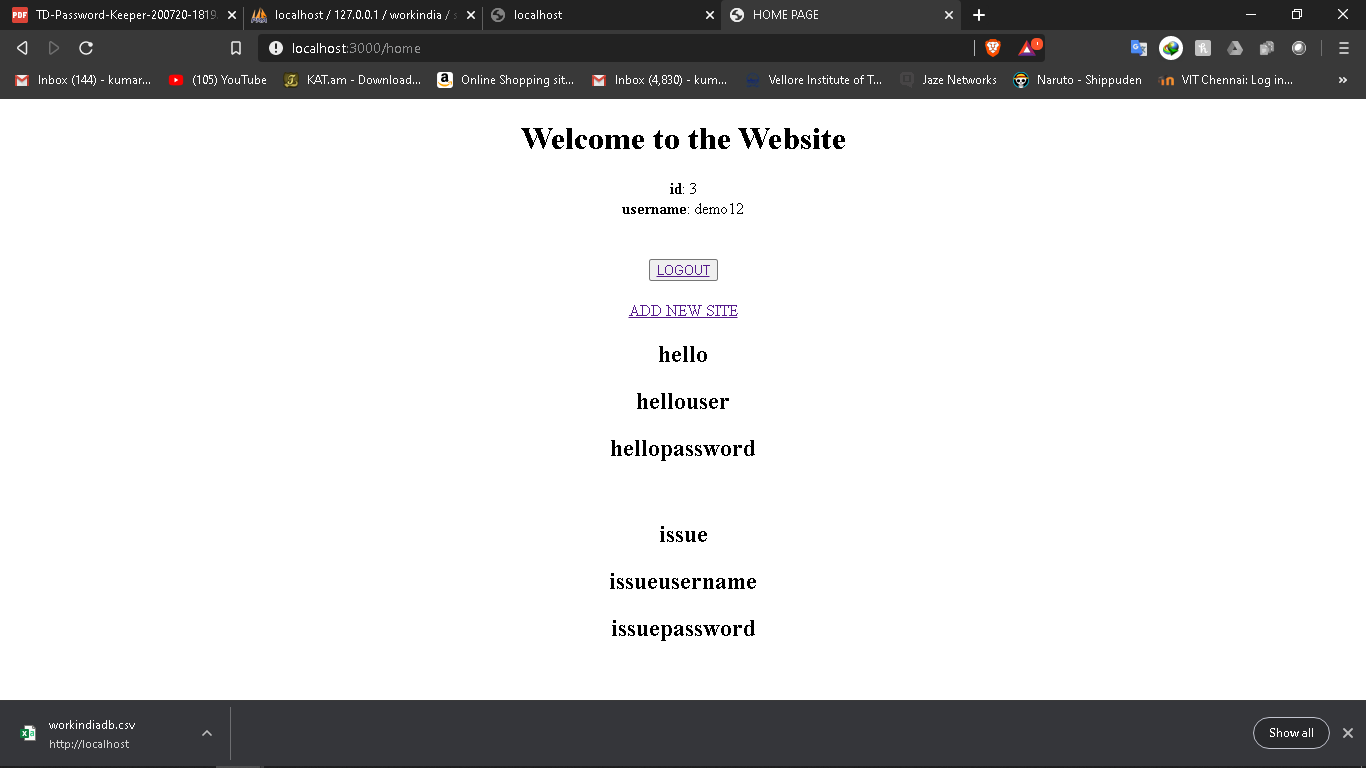 TD-Password-Keeper-200720-1819
localhost / 127.0.0.1 / workindia / s
localhost
HOME PAGE
localhost:3000/home
Inbox (144) - kumar...
(105) YouTube
KAT.am - Download...
Online Shopping sit...
Inbox (4,830) - kum...
Vellore Institute of T...
Jaze Networks
Naruto - Shippuden
VIT Chennai: Log in...
»
Welcome to the Website
id: 3
username: demo12
LOGOUT
ADD NEW SITE
hello
hellouser
hellopassword
issue
issueusername
issuepassword
workindiadb.csv
http://localhost
Show all